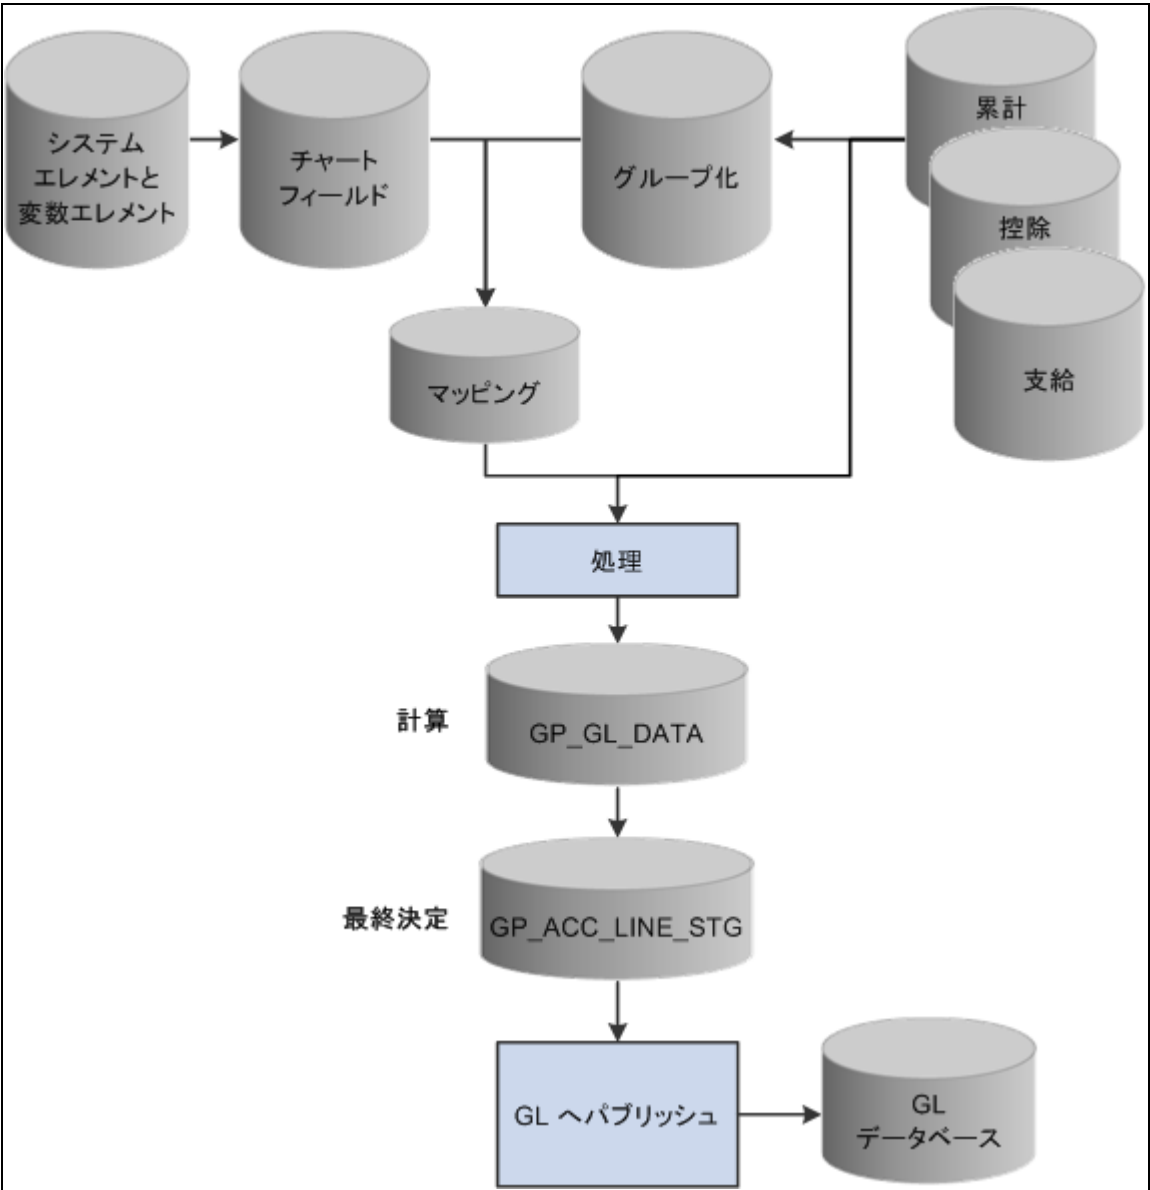 システム
エレメントと
変数エレメント
チャート
フィールド
グループ化
累計
控除
支給
マッピング
処理
計算
GP_GL_DATA
最終決定
GP_ACC_LINE_STG
GL へパブリッシュ
GL
データベース